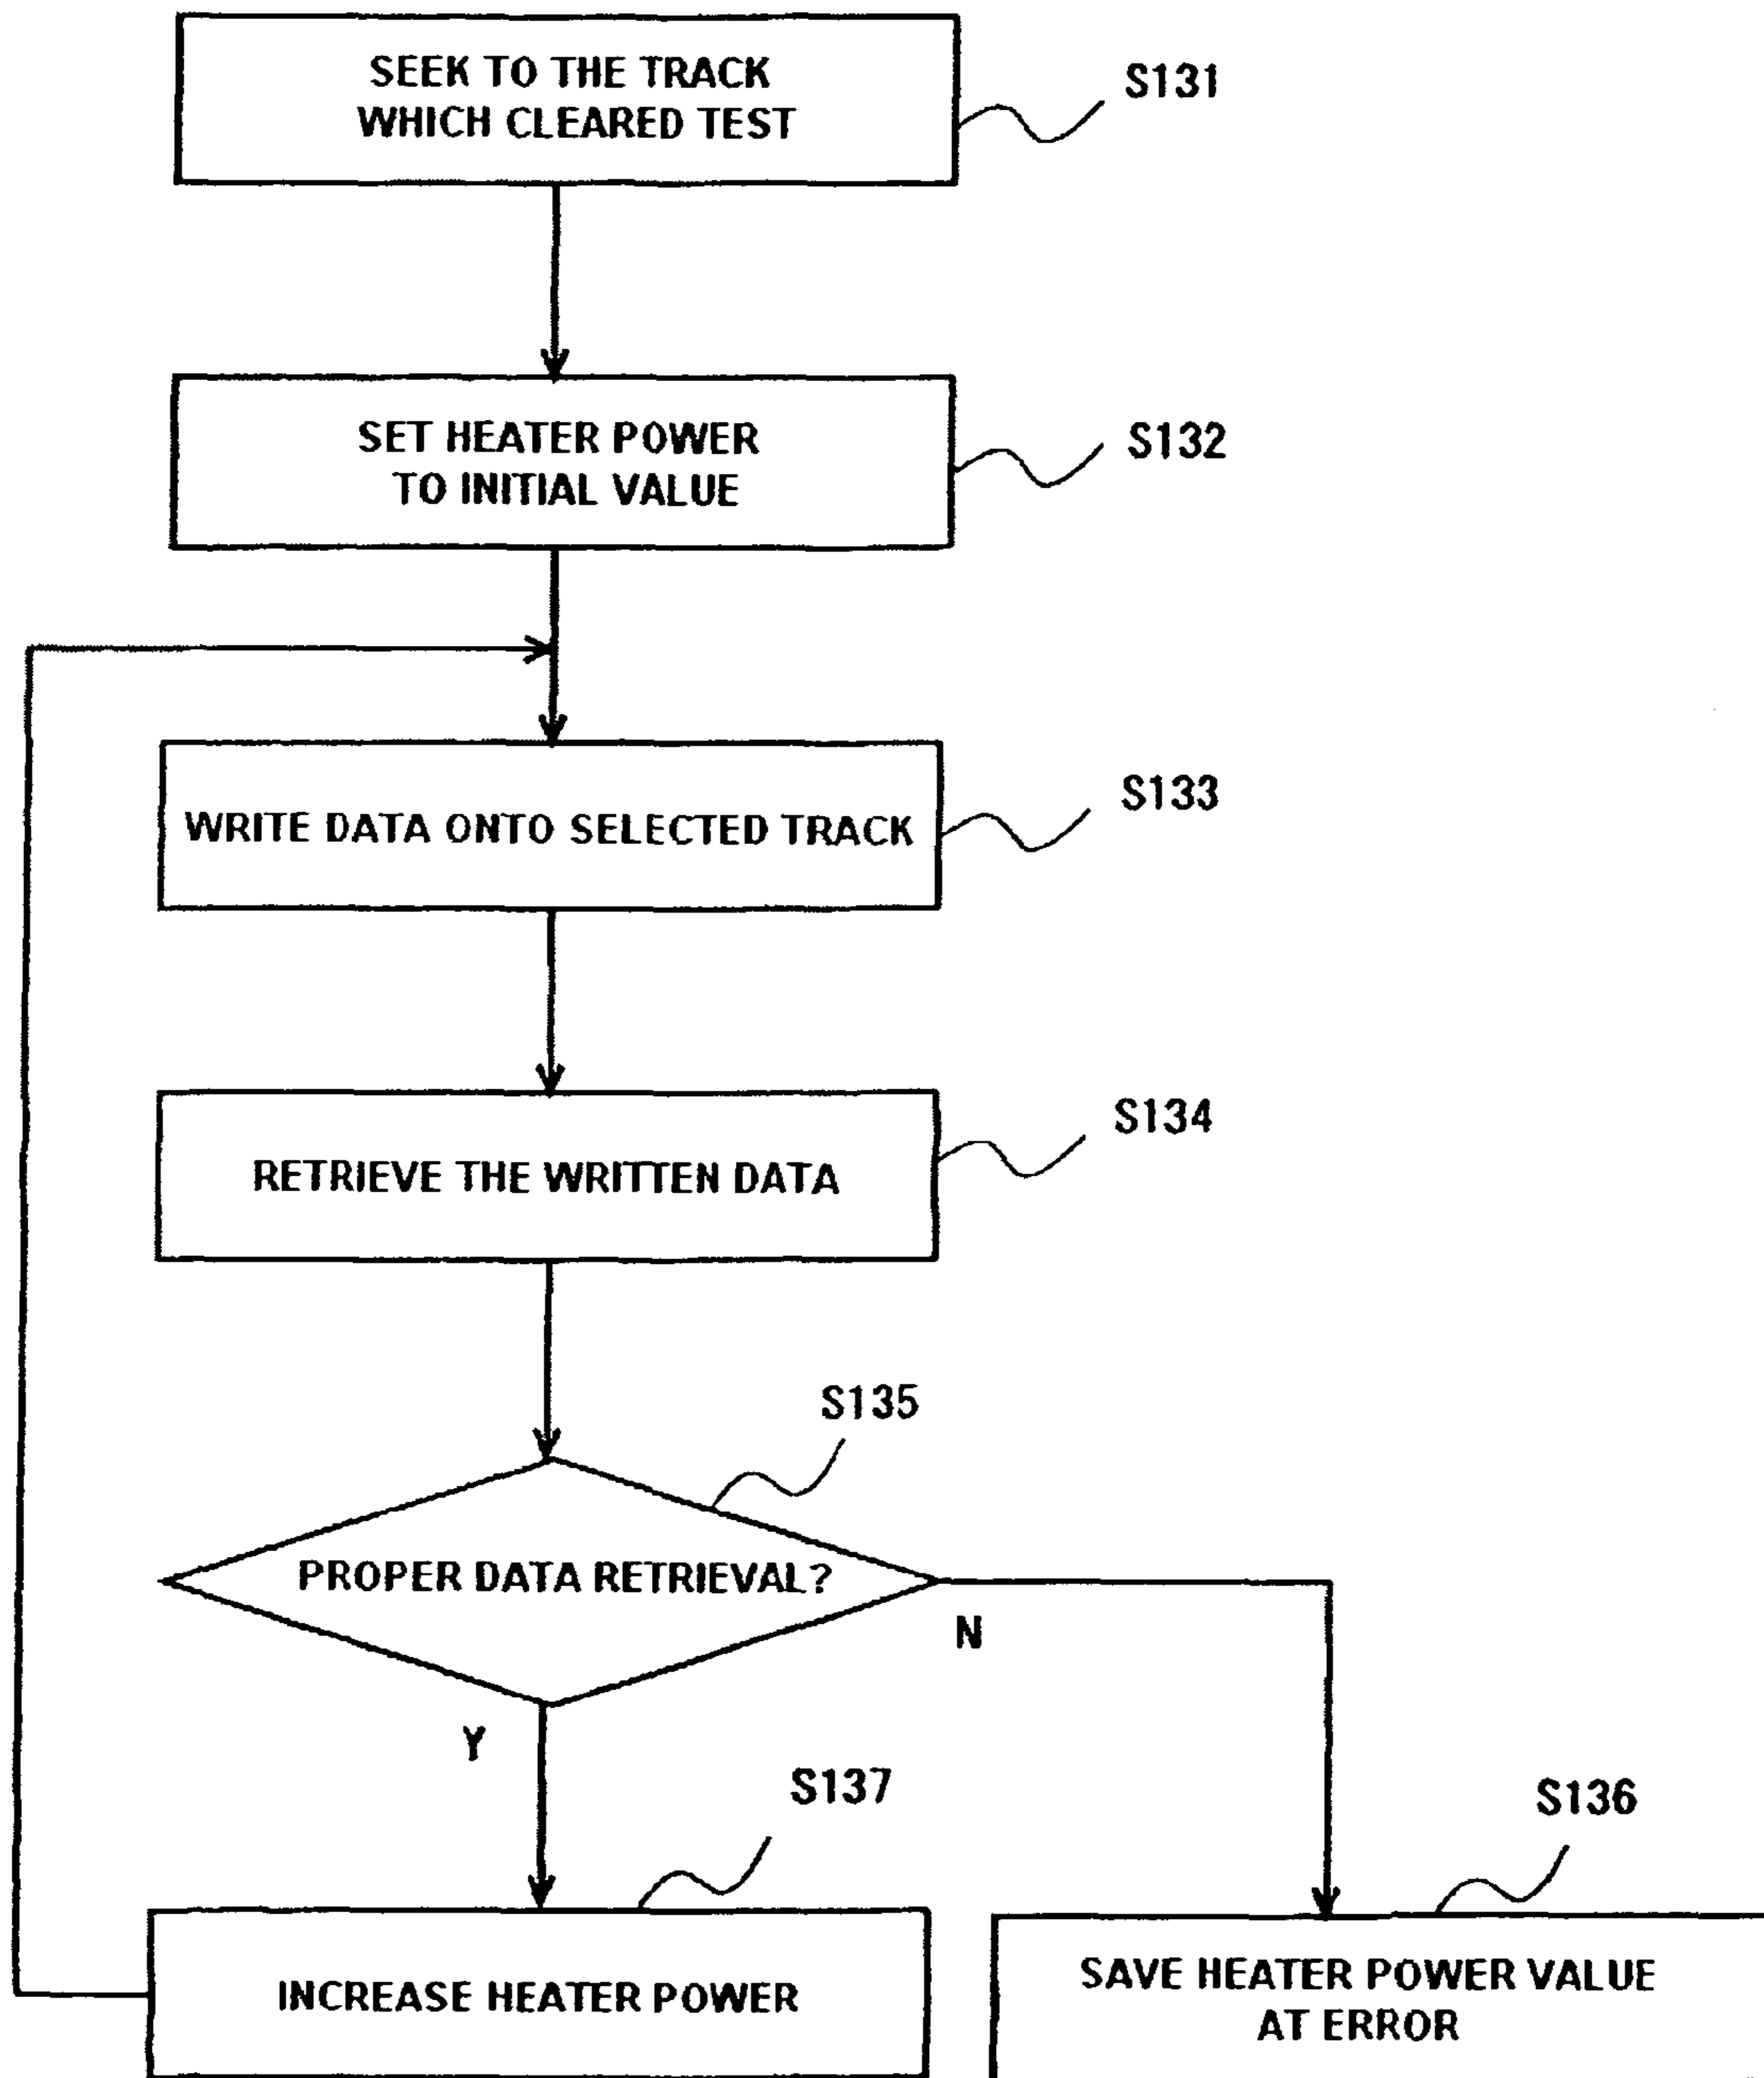 SEEK TO THE TRACK
WHICH CLEARED TEST
S131
SET HEATER POWER
TO INITIAL VALUE
S132
WRITE DATA ONTO SELECTED TRACK
S133
RETRIEVE THE WRITTEN DATA
S134
S135
PROPER DATA RETRIEVAL?
N
Y
S137
S136
INCREASE HEATER POWER
SAVE HEATER POWER VALUE
AT ERROR